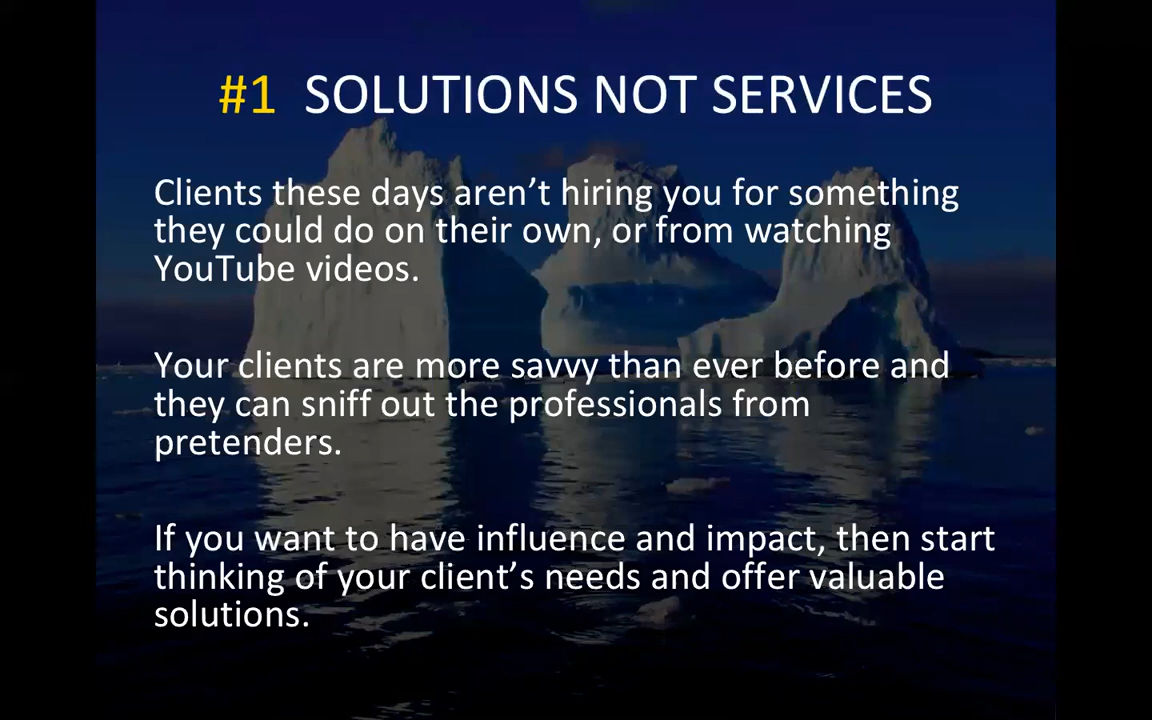 #1 SOLUTIONS NOT SERVICES
Clients these days aren’t hiring you for something
they could do on their own, or from watching
YouTube videos.
Your clients are more savvy than ever before and
they can sniff out the professionals from
pretenders.
If you want to have influence and impact, then start
thinking of your client’s needs and offer valuable
solutions.